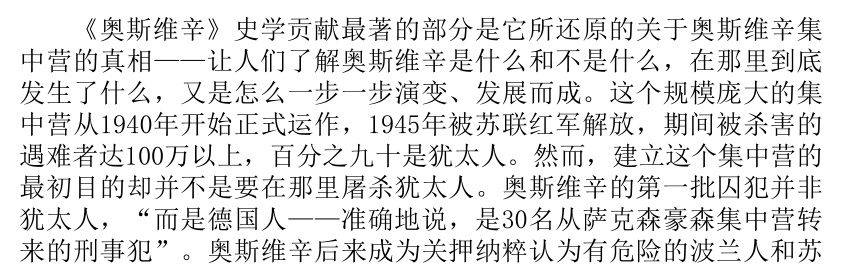 《奥斯维辛》史学贡献最著的部分是它所还原的关于奥斯维辛集
中营的真相——让人们了解奥斯维辛是什么和不是什么，在那里到底
发生了什么，又是怎么一步一步演变、发展而成。这个规模庞大的集
中营从1940年开始正式运作，1945年被苏联红军解放，期间被杀害的
遇难者达100万以上，百分之九十是犹太人。然而，建立这个集中营的
最初目的却并不是要在那里屠杀犹太人。奥斯维辛的第一批囚犯并非
犹太人，“而是德国人——准确地说，是30名从萨克森豪森集中营转
来的刑事犯”。奥斯维辛后来成为关押纳粹认为有危险的波兰人和苏